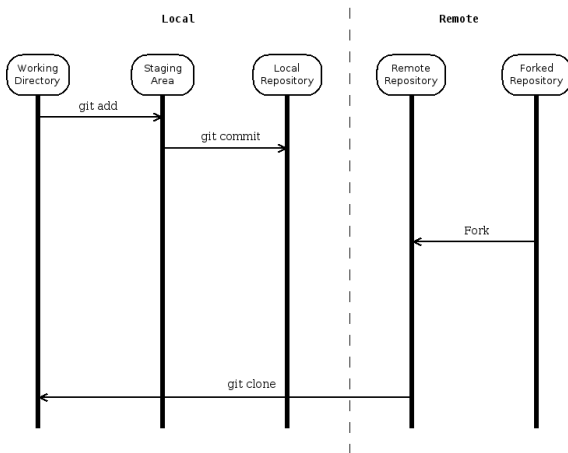 Local
Remote
Working
Directory
Staging
Area
Local
Repository
Remote
Repository
Forked
Repository
git add
git commit
Fork
git clone